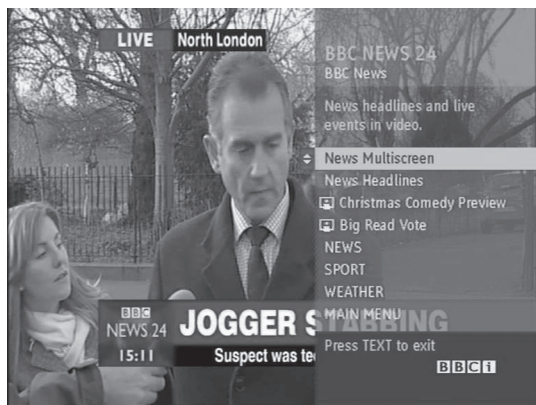 LIVE North London
BBC NEWS 24
BBC News
News headlines and live
events in video.
News Multiscreen
News Headlines
Christmas Comedy Preview
Big Read Vote
NEWS
SPORT
WEATHER
MAIN MENU
Press TEXT to exit
BBCi
BBC
NEWS 24
15:11
JOGGER STABBING
Suspect was